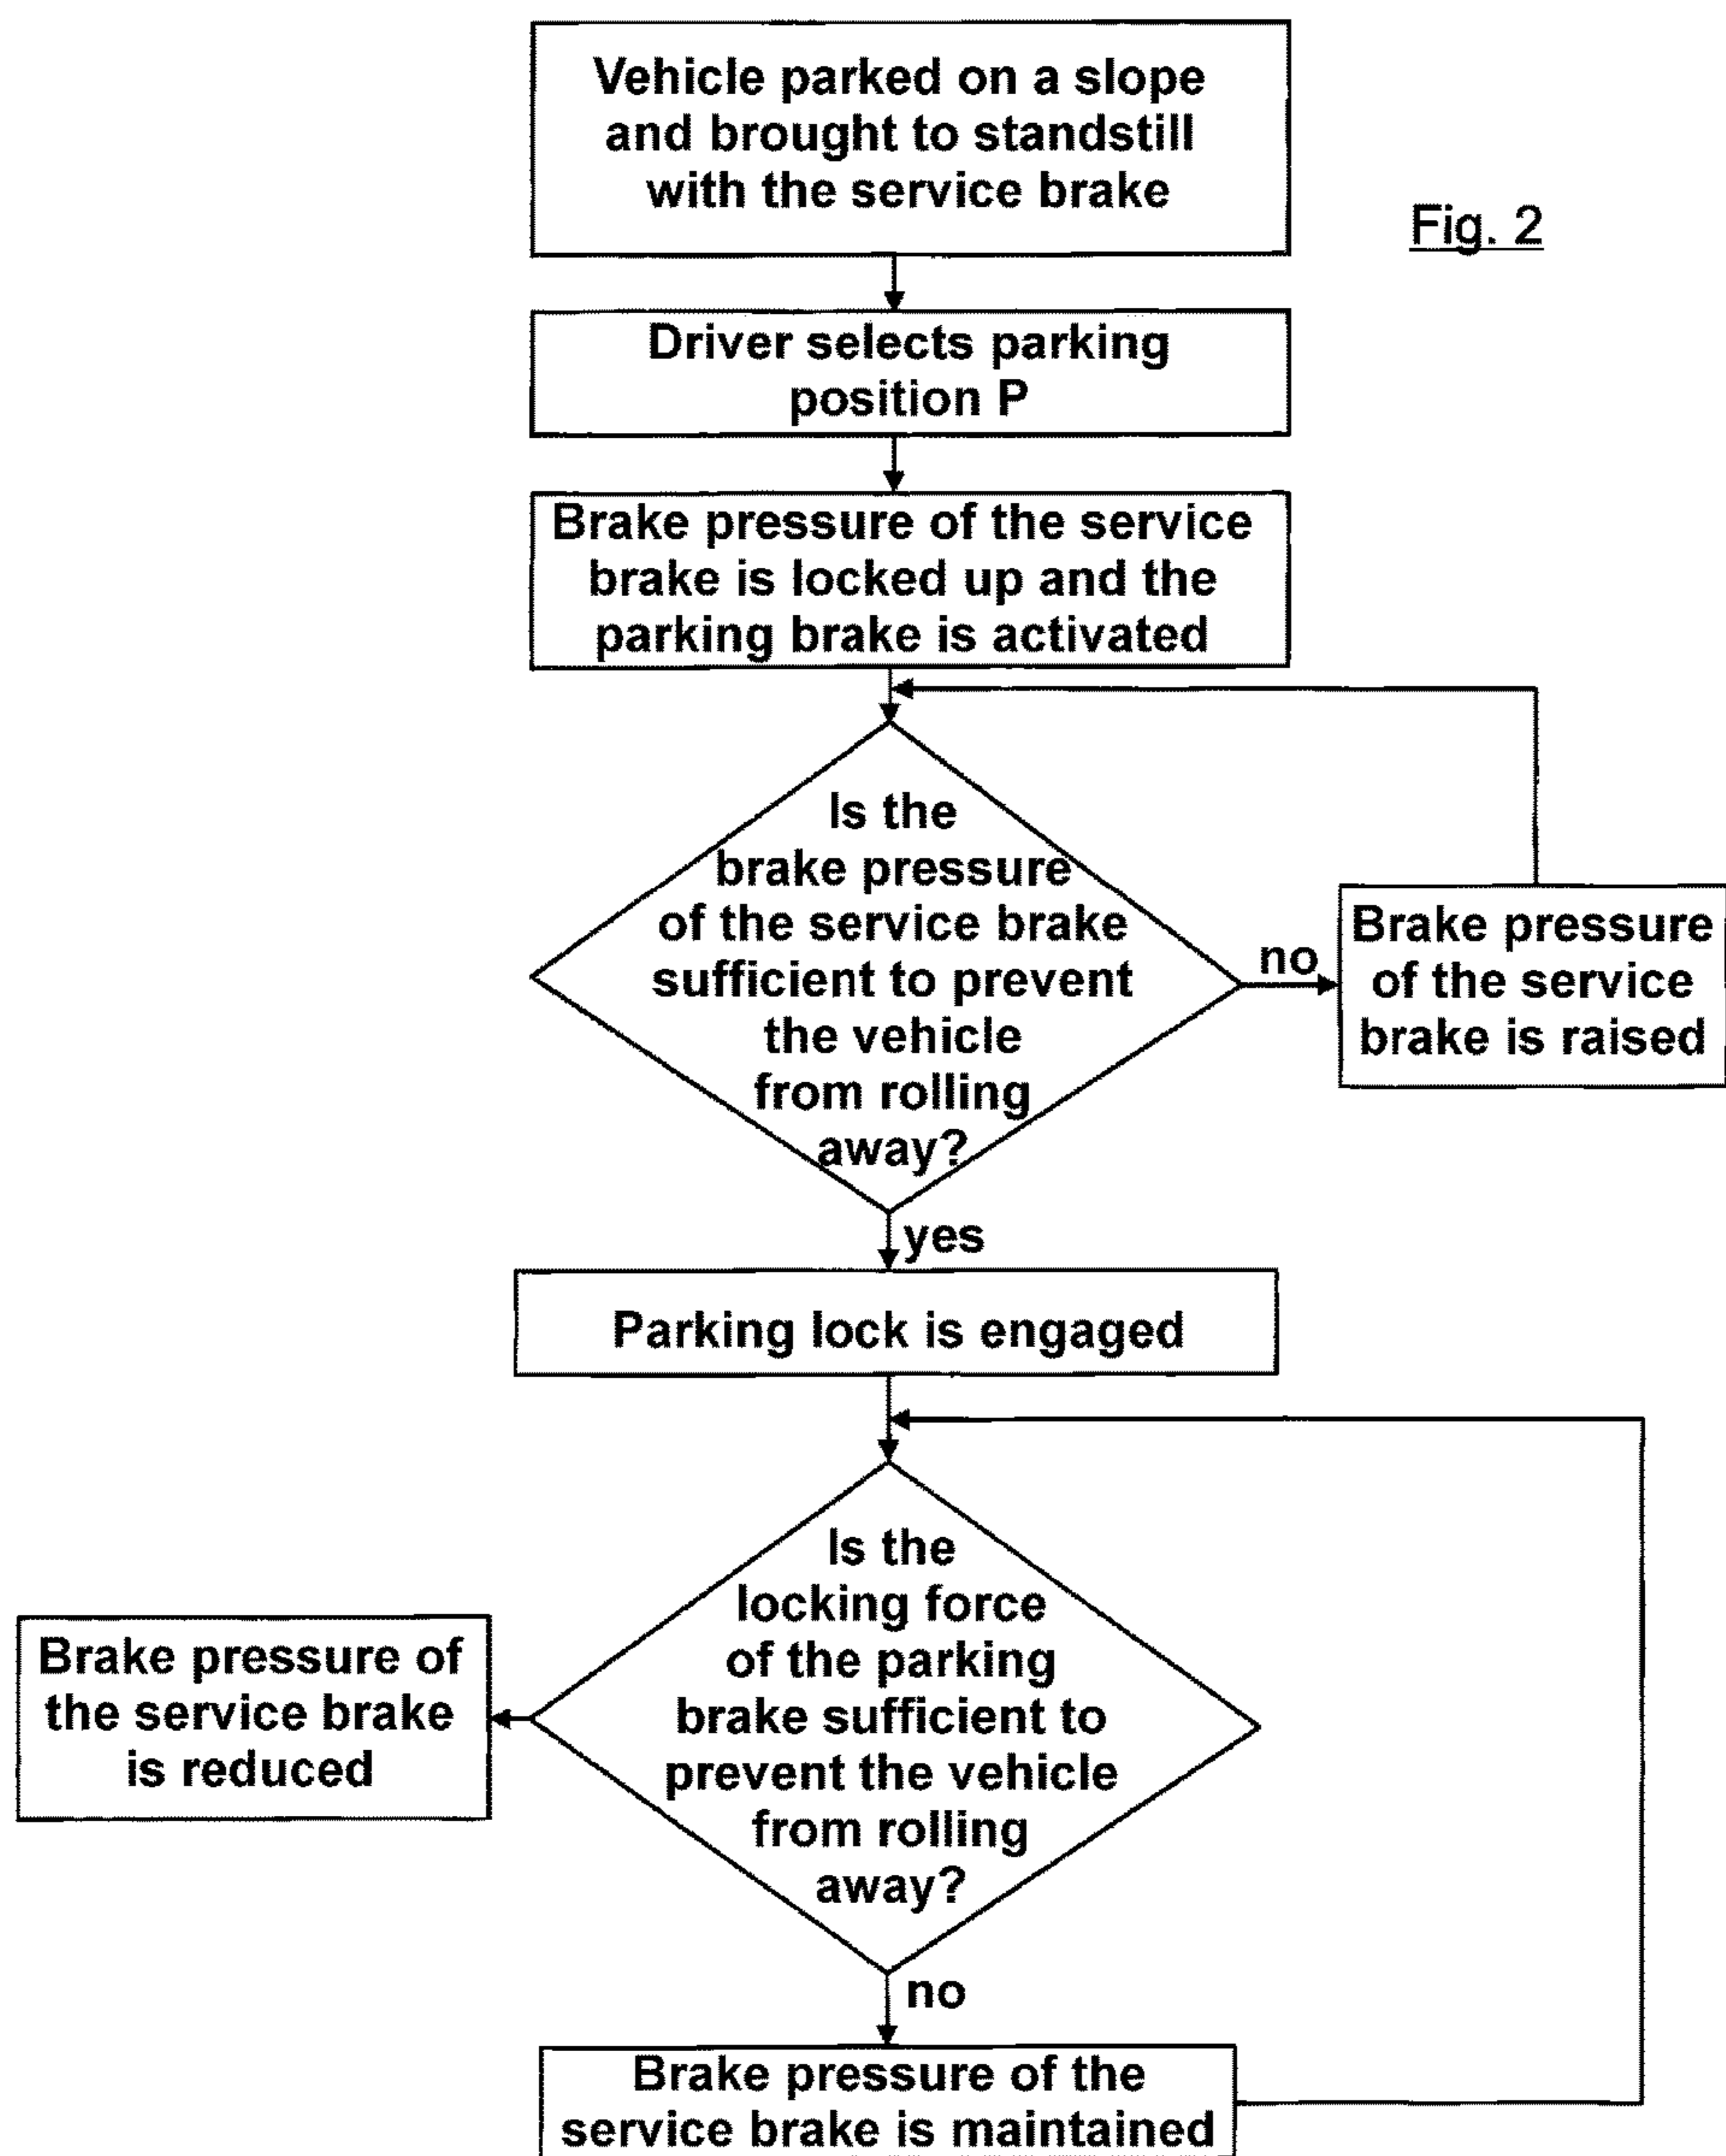 Vehicle parked on a slope
and brought to standstill
with the service brake
Fig. 2
Driver selects parking
position P
Brake pressure of the service
brake is locked up and the
parking brake is activated
Is the
brake pressure
of the service brake
sufficient to prevent
the vehicle
from rolling
away?
no
Brake pressure
of the service
brake is raised
yes
Parking lock is engaged
Is the
locking force
of the parking
brake sufficient to
prevent the vehicle
from rolling
away?
Brake pressure of
the service brake
is reduced
no
Brake pressure of the
service brake is maintained